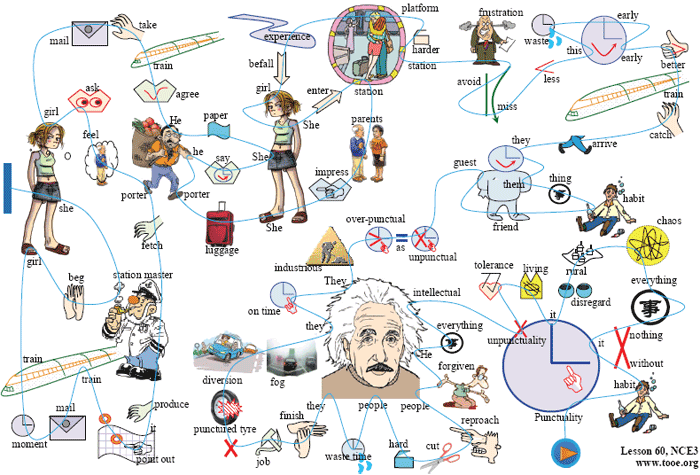 platform
frustration
early
mail
take
experience
harder
waste
station
this
early
train
befall
better
less
avoid
girl
enter
station
ask
agree
miss
train
girl
He
paper
She
parents
catch
feel
they
arrive
he
She
guest
say
impress
them
thing
porter
porter
habit
she
She
friend
luggage
over-punctual
chaos
fetch
as
unpunctual
girl
industrious
beg
station master
They
tolerance
living
rural
intellectual
disregard
everything
on time
it
they
everything
unpunctuality
it
nothing
He
without
train
diversion
fog
forgiven
train
habit
punctured tyre
they
people
people
Punctuality
mail
produce
finish
reproach
moment
it
job
waste time
hard
cut
point out
Lesson 60, NCE3
www.tooo.org